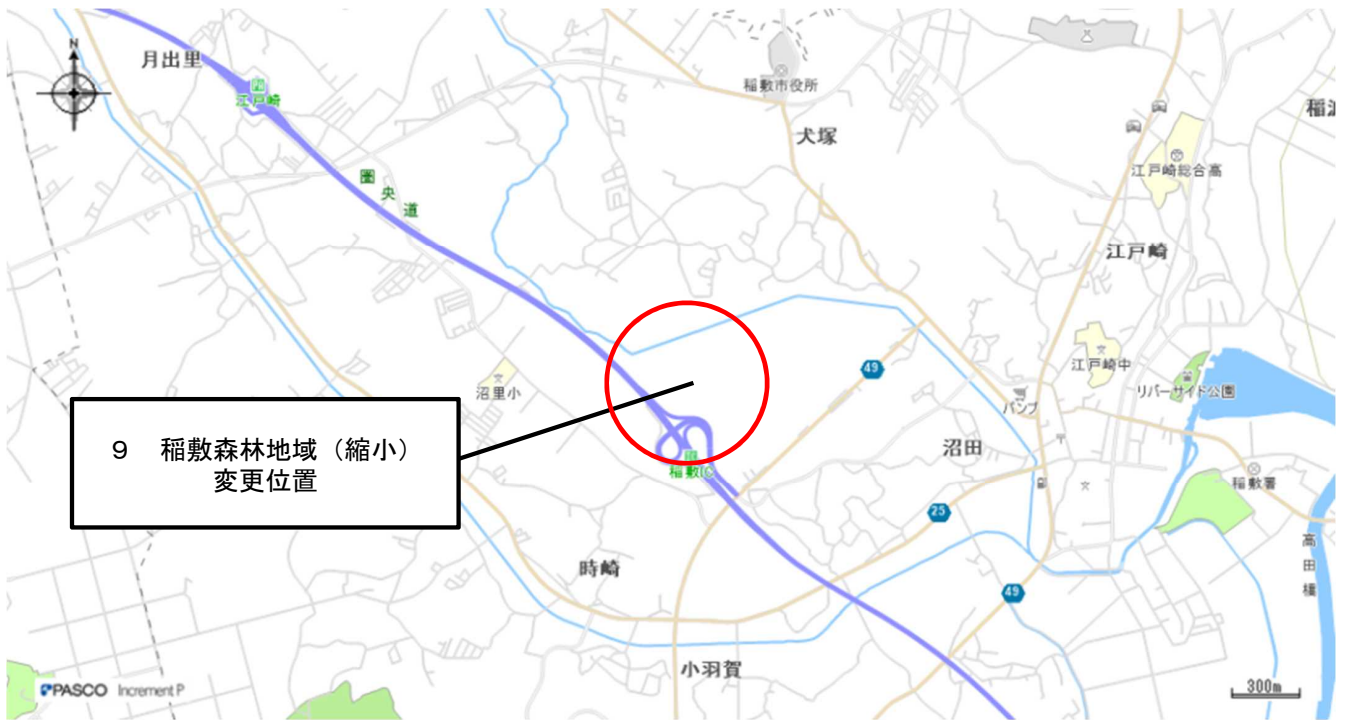 N
月出里
江戸崎
圏央道
稲敷市役所
犬塚
江戸崎総合高
江戸崎
49
沼里小
江戸崎中
リバーサイド公園
パンプ
９　稲敷森林地域（縮小）
変更位置
沼田
稲敷IC
稲敷署
25
高田橋
時崎
49
小羽賀
PASCO Increment P
300m